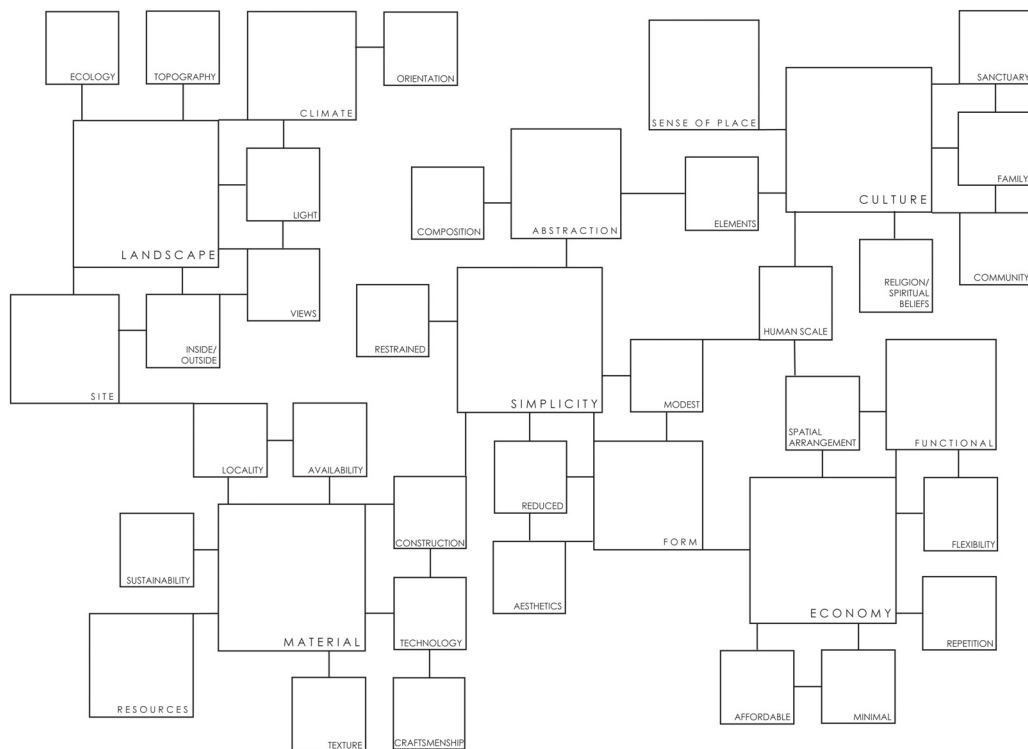 SANCTUARY
ECOLOGY
TOPOGRAPHY
ORIENTATION
CLIMATE
SENSE OF PLACE
FAMILY
CULTURE
LIGHT
ELEMENTS
COMPOSITION
ABSTRACTION
LANDSCAPE
RELIGION/
SPIRITUAL
BELIEFS
COMMUNITY
VIEWS
HUMAN SCALE
RESTRAINED
INSIDE/
OUTSIDE
SITE
SIMPLICITY
MODEST
SPATIAL
ARRANGEMENT
FUNCTIONAL
LOCALITY
AVAILABILITY
REDUCED
CONSTRUCTION
FORM
FLEXIBILITY
SUSTAINABILITY
AESTHETICS
ECONOMY
MATERIAL
TECHNOLOGY
REPETITION
RESOURCES
AFFORDABLE
MINIMAL
TEXTURE
CRAFTSMENSHIP